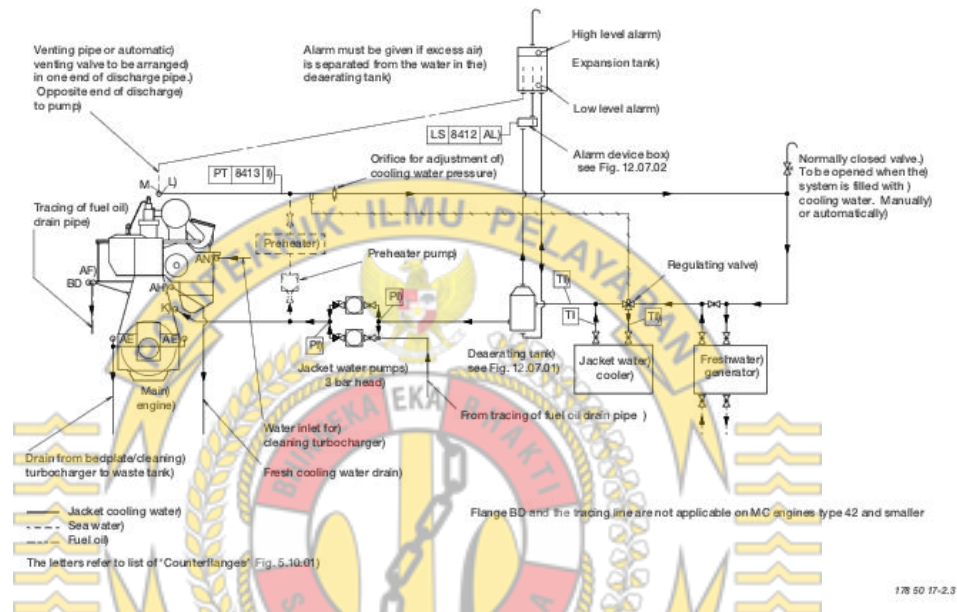 High level alarm)
Expansion tank)
Low level alarm)
Venting pipe or automatic)
venting valve to be arranged)
in one end of discharge pipe.)
Opposite end of discharge)
to pump)
Alarm must be given if excess air)
is separated from the water in the)
deaerating tank)
LS 8412 AL)
Alarm device box)
see Fig. 12.07.02
Orifice for adjustment of)
cooling water pressure)
Normally closed valve.)
To be opened when the)
system is filled with )
cooling water. Manually)
or automatically)
PT 8413 I)
M
L)
Tracing of fuel oil)
drain pipe)
Preheater)
Preheater pump)
Regulating valve)
AN
AF)
BD
AH
K)
AE
AE
TI)
TI
TI)
PI)
PI)
Jacket water pumps)
3 bar head)
Deaerating tank)
see Fig. 12.07.01)
Jacket water)
cooler)
Freshwater)
generator)
Main)
engine)
From tracing of fuel oil drain pipe )
Water inlet for)
cleaning turbocharger)
Drain from bedplate/cleaning)
turbocharger to waste tank)
Fresh cooling water drain)
Jacket cooling water)
Sea water)
Fuel oil)
Flange BD and the tracing line are not applicable on MC engines type 42 and smaller
The letters refer to list of "Counterflanges" Fig. 5.10.01)
178 50 17-2.3
POLITEKNIK ILMU PELAYARAN
EKA BHAKTI